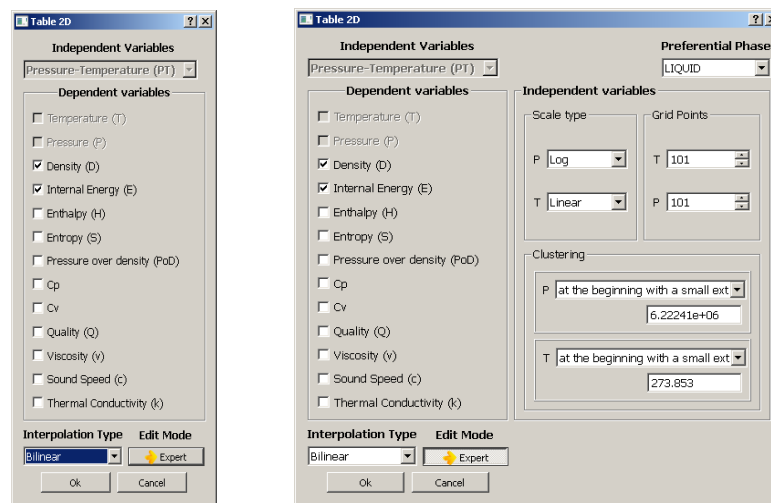 Table 2D
Independent Variables
Pressure-Temperature (PT)
Dependent variables
Temperature (T)
Pressure (P)
Density (D)
Internal Energy (E)
Enthalpy (H)
Entropy (S)
Pressure over density (PoD)
Cp
Cv
Quality (Q)
Viscosity (v)
Sound Speed (c)
Thermal Conductivity (k)
Interpolation Type
Edit Mode
Bilinear
Expert
Ok
Cancel
Table 2D
Independent Variables
Preferential Phase
Pressure-Temperature (PT)
LIQUID
Dependent variables
Temperature (T)
Pressure (P)
Density (D)
Internal Energy (E)
Enthalpy (H)
Entropy (S)
Pressure over density (PoD)
Cp
Cv
Quality (Q)
Viscosity (v)
Sound Speed (c)
Thermal Conductivity (k)
Independent variables
Scale type
P Log
T Linear
Grid Points
T 101
P 101
Clustering
P at the beginning with a small ext
6.22241e+06
T at the beginning with a small ext
273.853
Interpolation Type
Edit Mode
Bilinear
Expert
Ok
Cancel